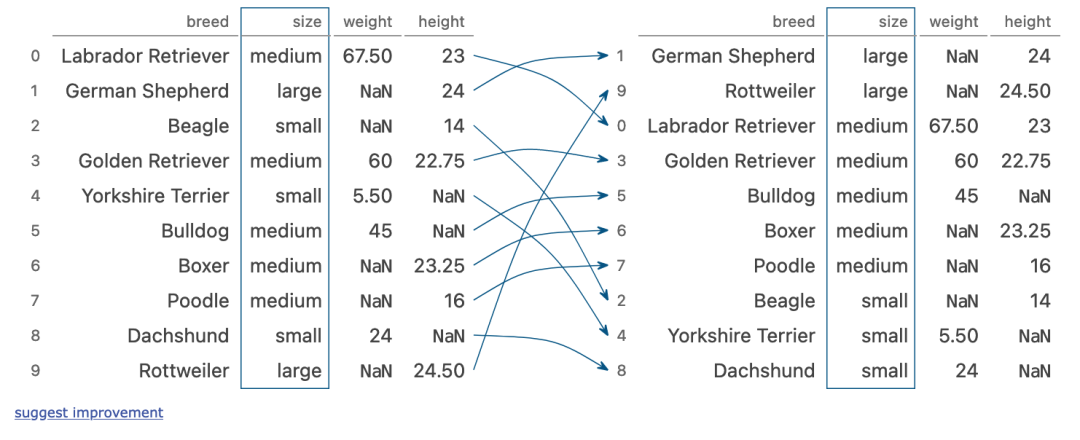 breed size weight height breed size weight height
0 Labrador Retriever medium 67.50 23 1 German Shepherd large NaN 24
1 German Shepherd large NaN 24 9 Rottweiler large NaN 24.50
2 Beagle small NaN 14 0 Labrador Retriever medium 67.50 23
3 Golden Retriever medium 60 22.75 3 Golden Retriever medium 60 22.75
4 Yorkshire Terrier small 5.50 NaN 5 Bulldog medium 45 NaN
5 Bulldog medium 45 NaN 6 Boxer medium NaN 23.25
6 Boxer medium NaN 23.25 7 Poodle medium NaN 16
7 Poodle medium NaN 16 2 Beagle small NaN 14
8 Dachshund small 24 NaN 4 Yorkshire Terrier small 5.50 NaN
9 Rottweiler large NaN 24.50 8 Dachshund small 24 NaN
suggest improvement